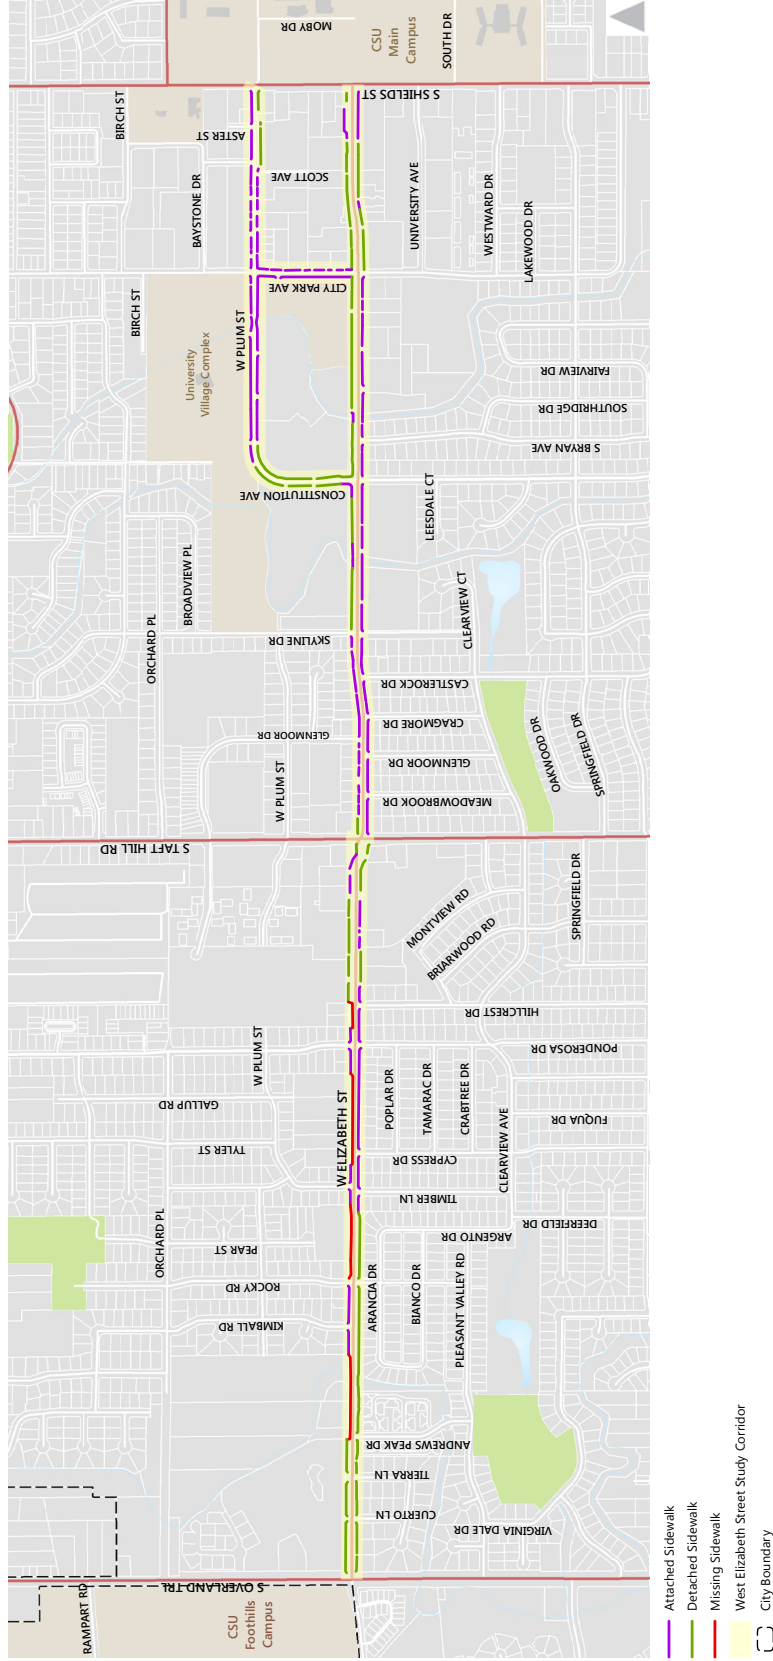 MOBY DR
CSU
Main
Campus
SOUTH DR
S SHIELDS ST
BIRCH ST
ASTER ST
SCOTT AVE
BAYSTONE DR
UNIVERSITY AVE
WESTWARD DR
LAKEWOOD DR
CITY PARK AVE
BIRCH ST
W PLUM ST
University
Village Complex
FAIRVIEW DR
SOUTHRIDGE DR
S BRYAN AVE
CONSTITUTION AVE
LEESDALE CT
BROADVIEW PL
ORCHARD PL
SKYLINE DR
CLEARVIEW CT
CASTLEROCK DR
CRAGMORE DR
GLENMOOR DR
GLENMOOR DR
MEADOWBROOK DR
OAKWOOD DR
SPRINGFIELD DR
W PLUM ST
S TAFT HILL RD
MONTVIEW RD
BRIARWOOD RD
SPRINGFIELD DR
HILLCREST DR
PONDEROSA DR
W PLUM ST
GALLUP RD
TYLER ST
W ELIZABETH ST
POPLAR DR
TAMARAC DR
CRABTREE DR
CYPRESS DR
CLEARVIEW AVE
FUQUA DR
TIMBER LN
ARGENTO DR
DEERFIELD DR
ORCHARD PL
PEAR ST
ROCKY RD
KIMBALL RD
ARANCIA DR
BIANCO DR
PLEASANT VALLEY RD
ANDREWS PEAK DR
TIERRA LN
CUERTO LN
VIRGINIA DALE DR
S OVERLAND TRL
RAMPART RD
CSU
Foothills
Campus
Attached Sidewalk
Detached Sidewalk
Missing Sidewalk
West Elizabeth Street Study Corridor
City Boundary